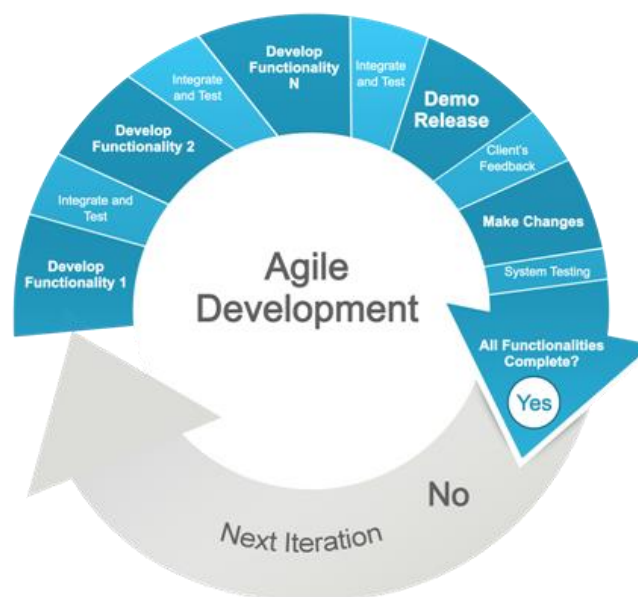 Develop
Functionality 1
Integrate and
Test
Develop
Functionality 2
Integrate
and Test
Develop
Functionality
N
Integrate
and Test
Demo
Release
Client's
Feedback
Make Changes
System Testing
All Functionalities
Complete?
Yes
No
Next Iteration
Agile
Development